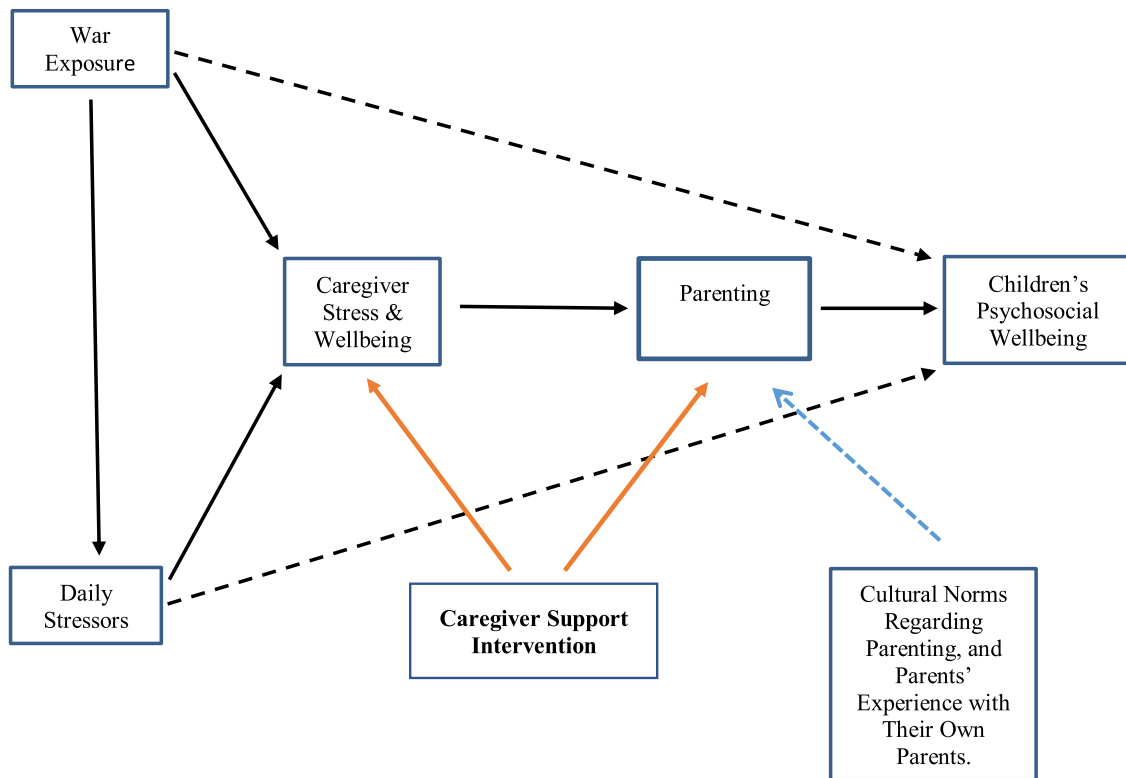 War
Exposure
Caregiver
Stress &
Wellbeing
Parenting
Children’s
Psychosocial
Wellbeing
Daily
Stressors
Caregiver Support
Intervention
Cultural Norms
Regarding
Parenting, and
Parents’
Experience with
Their Own
Parents.